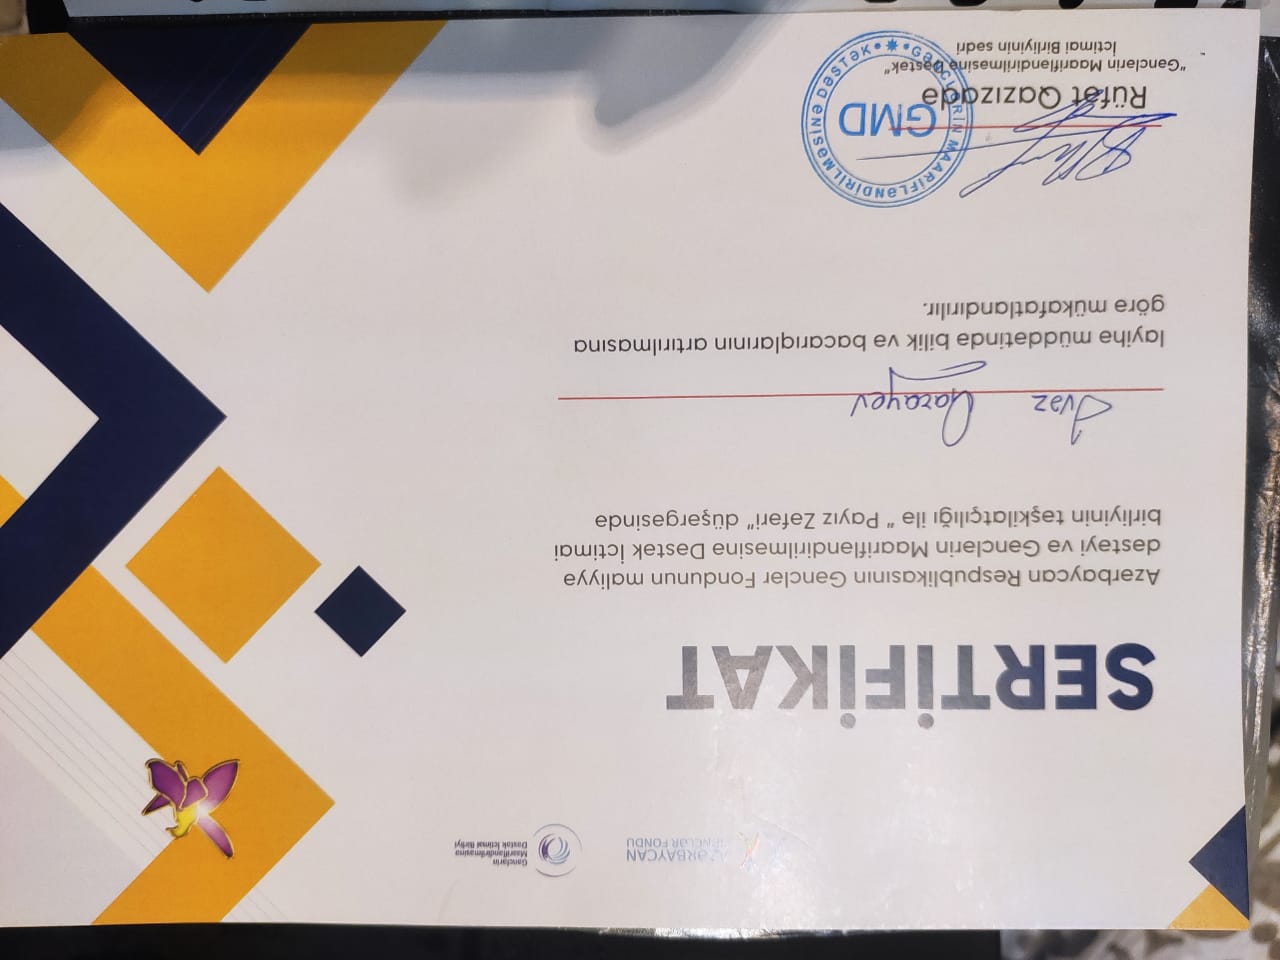 AZƏRBAYCAN
GƏNCLƏR FONDU
Gənclərin
Maarifləndirilməsinə
Dəstək İctimai Birliyi
SERTİFİKAT
Azərbaycan Respublikasının Gənclər Fondunun maliyyə
dəstəyi və Gənclərin Maarifləndirilməsinə Dəstək İctimai
birliyinin təşkilatçılığı ilə “ Payız Zəfəri” düşərgəsində
İvəz Qarayev
layihə müddətində bilik və bacarıqlarının artırılmasına
görə mükafatlandırılır.
Rüfət Qazızadə
“Gənclərin Maarifləndirilməsinə Dəstək”
İctimai Birliyinin sədri
GƏNCLƏRİN MAARİFLƏNDİRİLMƏSİNƏ DƏSTƏK
GMD